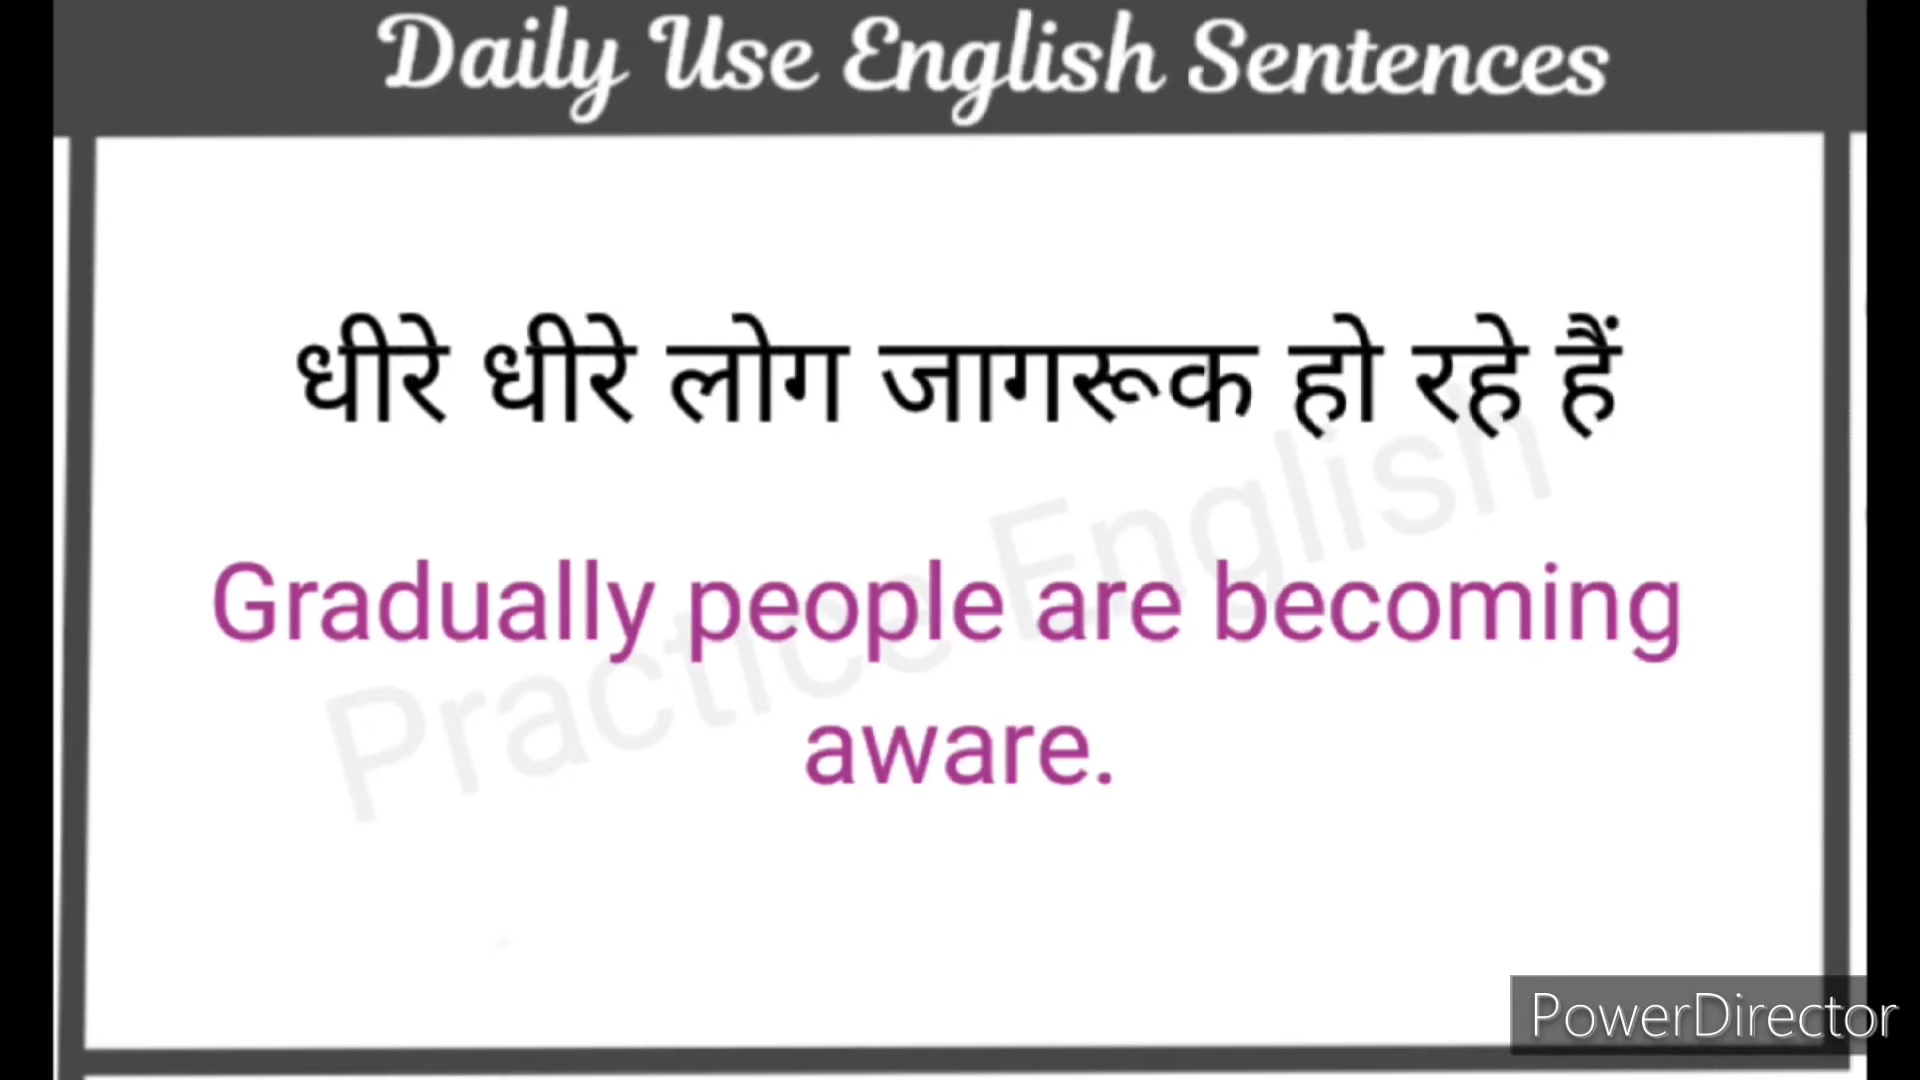 Daily Use English Sentences
धीरे धीरे लोग जागरूक हो रहे हैं
Gradually people are becoming
aware.
Practice English
PowerDirector